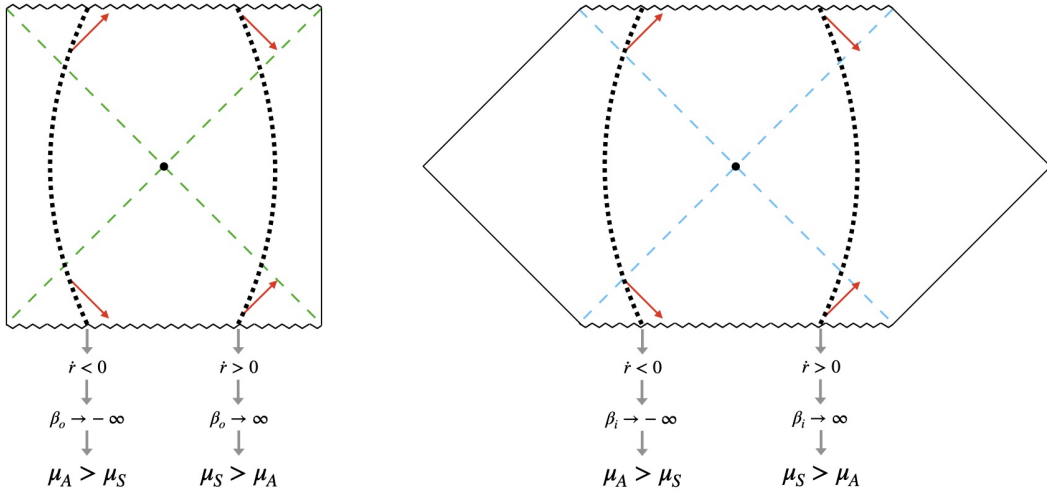 ṙ < 0 ṙ > 0 ṙ < 0 ṙ > 0
β_o → − ∞ β_o → ∞ β_i → − ∞ β_i → ∞
μ_A > μ_S μ_S > μ_A μ_A > μ_S μ_S > μ_A